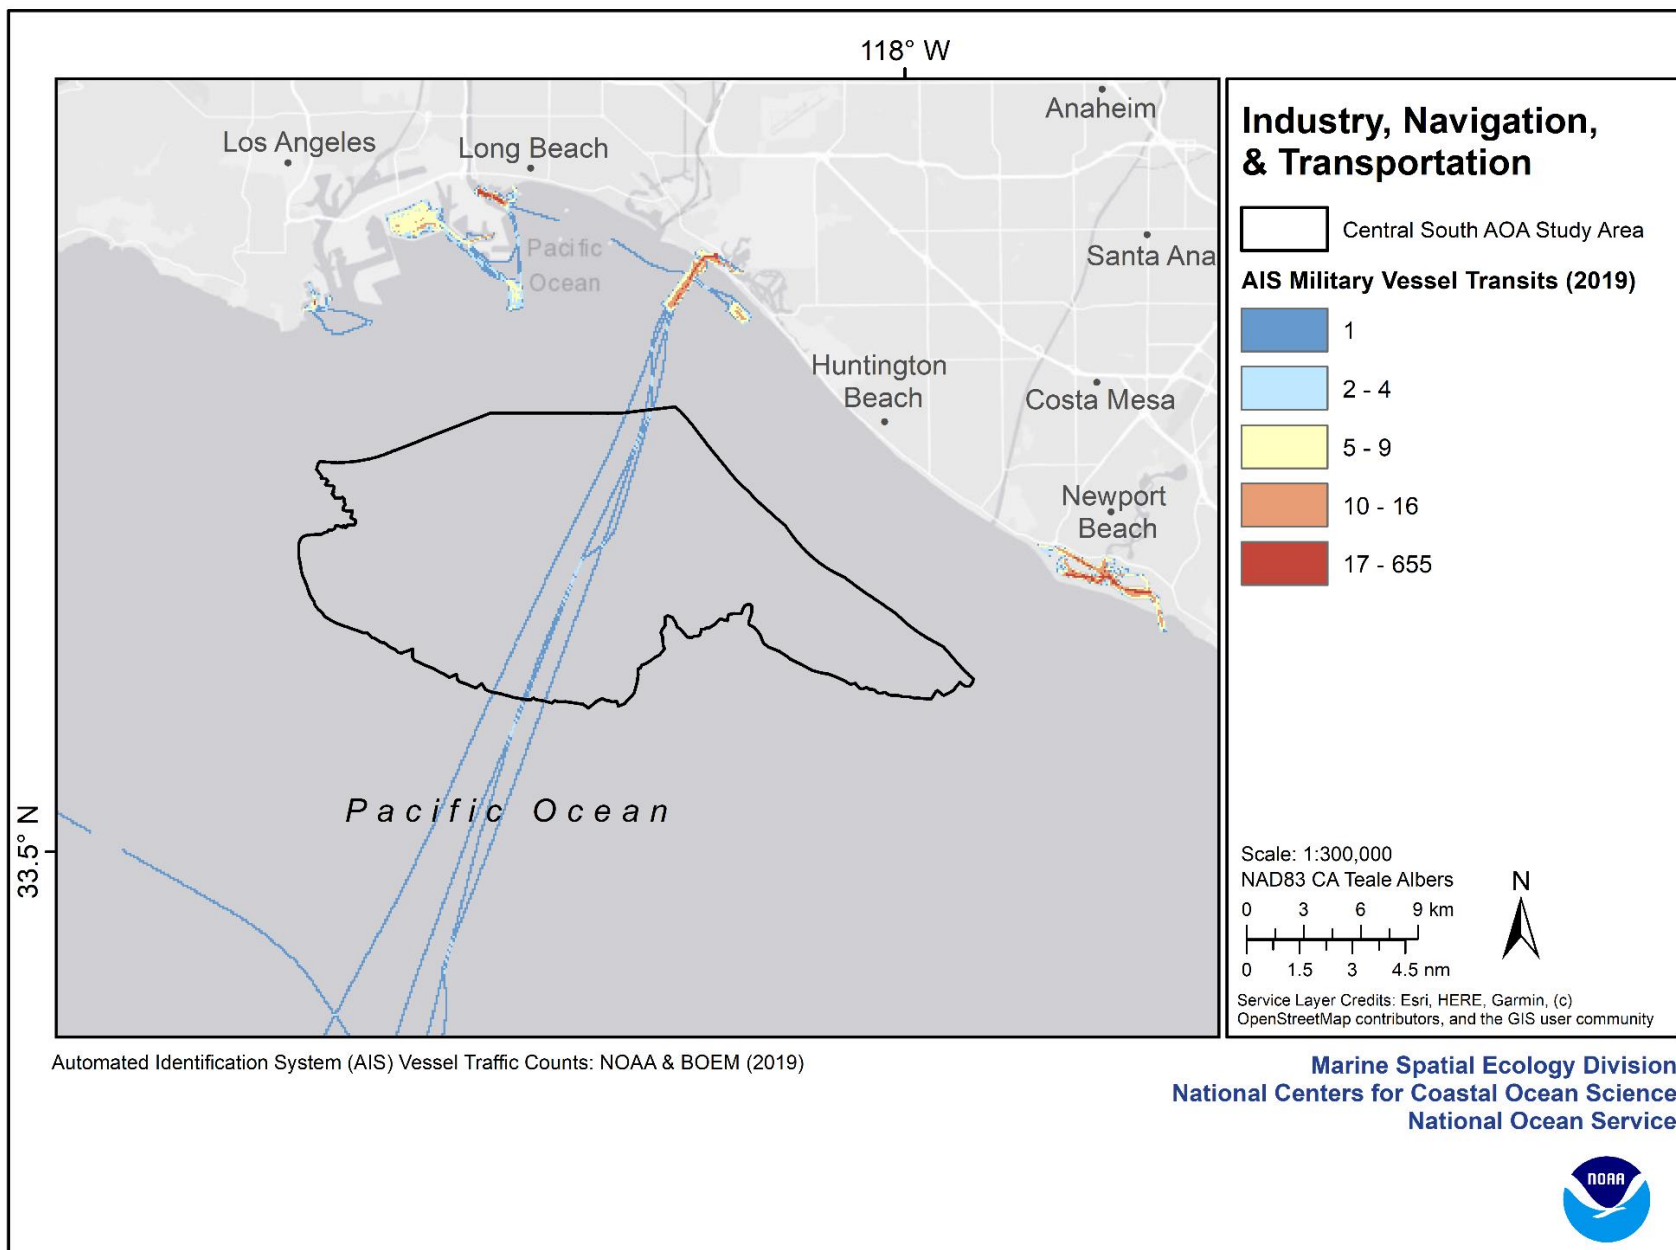 118° W
Anaheim
Los Angeles
Long Beach
Pacific
Ocean
Santa Ana
Huntington
Beach
Costa Mesa
Newport
Beach
Pacific Ocean
33.5° N
Industry, Navigation,
& Transportation
Central South AOA Study Area
AIS Military Vessel Transits (2019)
1
2 - 4
5 - 9
10 - 16
17 - 655
Scale: 1:300,000
NAD83 CA Teale Albers
N
0 3 6 9 km
0 1.5 3 4.5 nm
Service Layer Credits: Esri, HERE, Garmin, (c)
OpenStreetMap contributors, and the GIS user community
Automated Identification System (AIS) Vessel Traffic Counts: NOAA & BOEM (2019)
Marine Spatial Ecology Division
National Centers for Coastal Ocean Science
National Ocean Service
NOAA